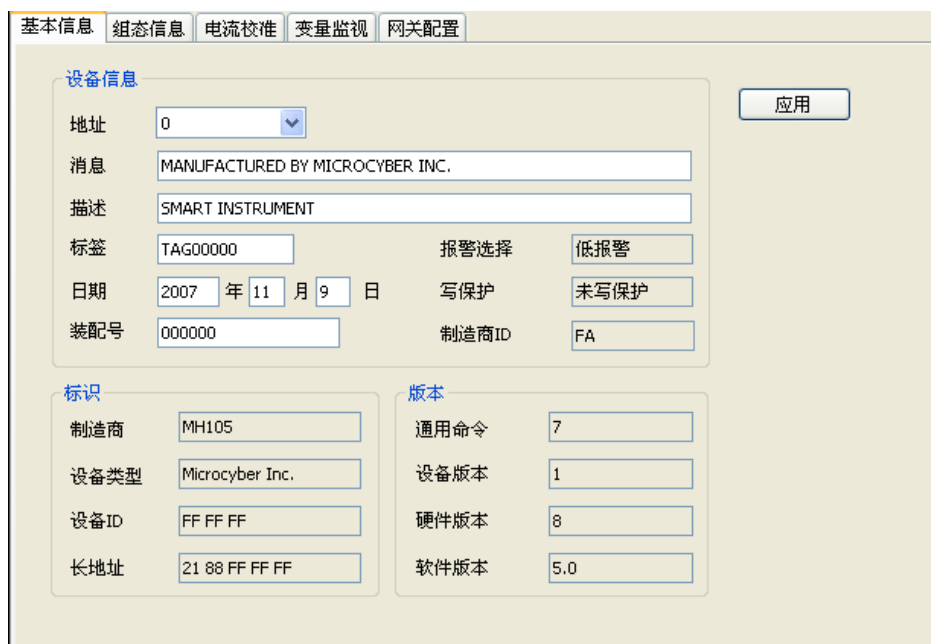 基本信息 组态信息 电流校准 变量监视 网关配置
设备信息
应用
地址 0
消息 MANUFACTURED BY MICROCYBER INC.
描述 SMART INSTRUMENT
标签 TAG00000 报警选择 低报警
日期 2007 年 11 月 9 日 写保护 未写保护
装配号 000000 制造商ID FA
标识 版本
制造商 MH105 通用命令 7
设备类型 Microcyber Inc. 设备版本 1
设备ID FF FF FF 硬件版本 8
长地址 21 88 FF FF FF 软件版本 5.0